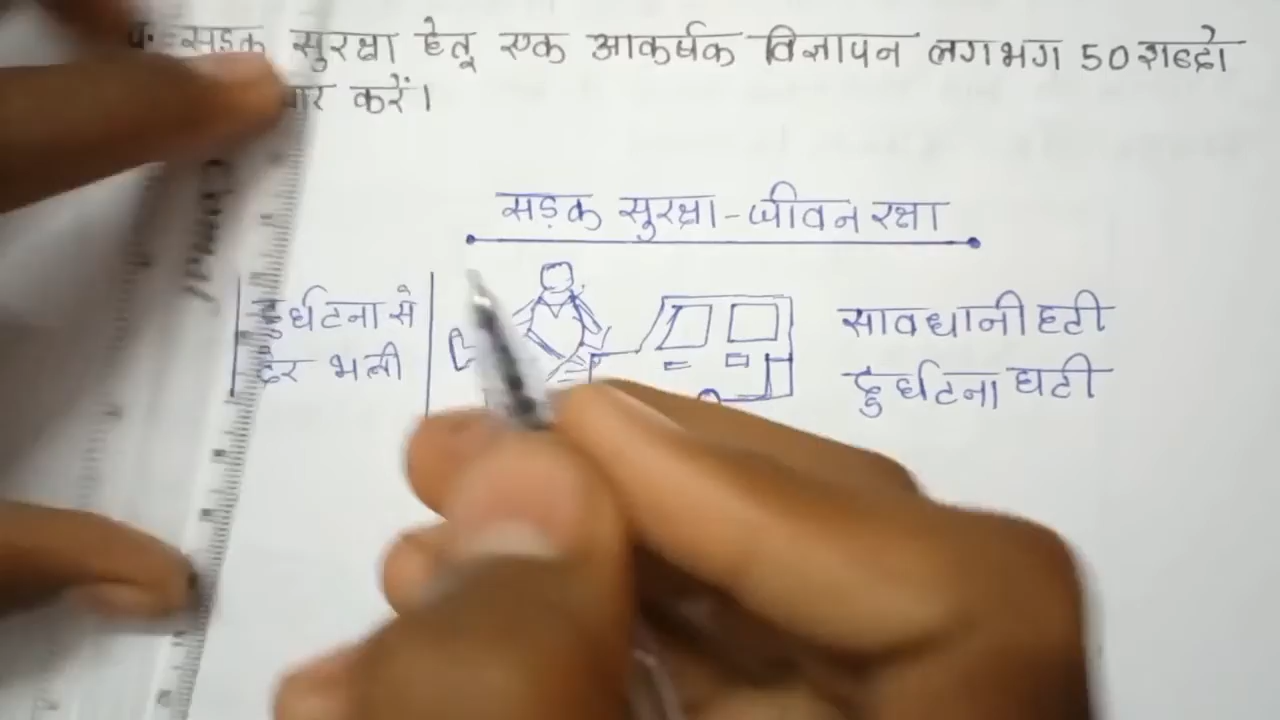 सड़क सुरक्षा हेतू एक आकर्षक विज्ञापन लगभग 50 शब्दो
करें।
सड़क सुरक्षा - जीवन रक्षा
दुर्घटना से
देर भली
सावधानी हटी
दुर्घटना घटी
Camel